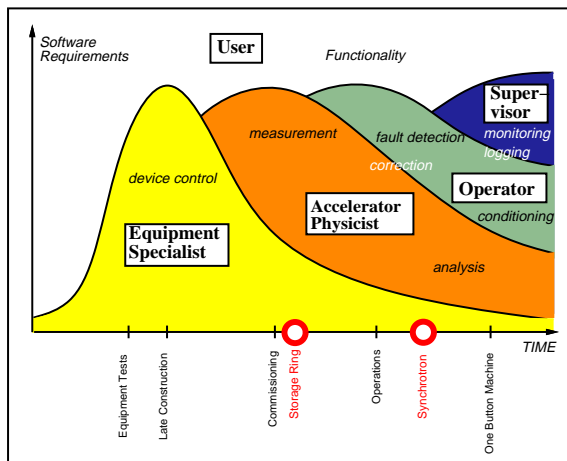 Software
Requirements
User
Functionality
Super-
visor
monitoring
logging
measurement
fault detection
correction
device control
Operator
Accelerator
Physicist
conditioning
Equipment
Specialist
analysis
TIME
Equipment Tests
Late Construction
Commissioning
Storage Ring
Operations
Synchrotron
One Button Machine